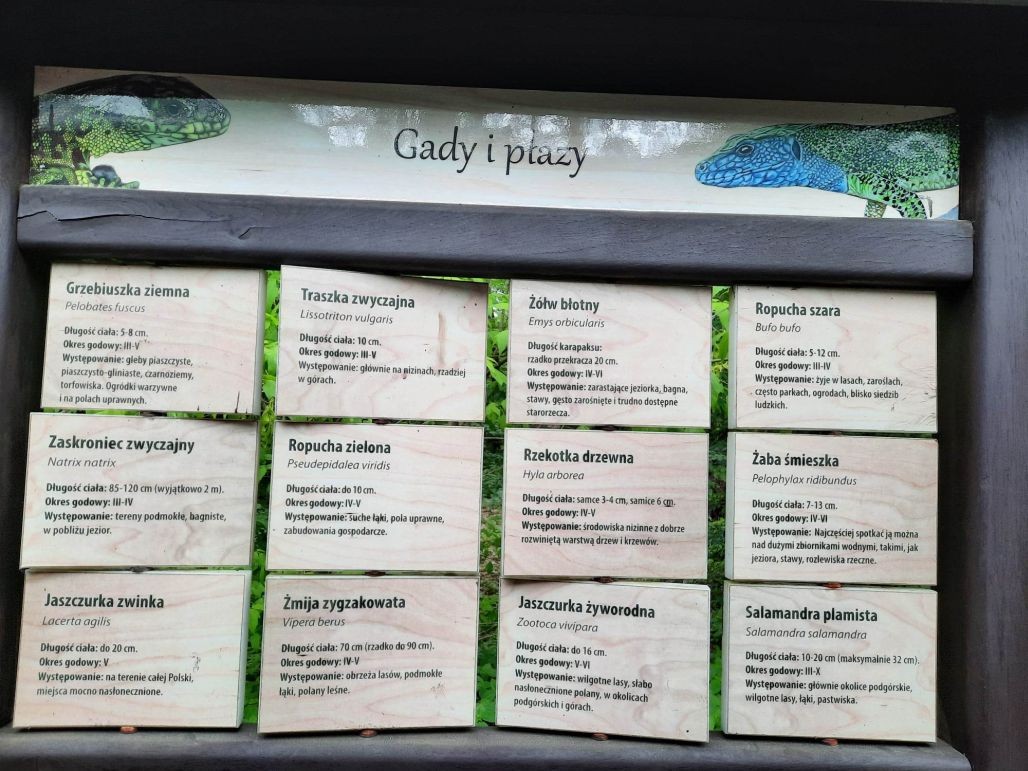 Gady i płazy
Grzebiuszka ziemna
Pelobates fuscus
Długość ciała: 5-8 cm.
Okres godowy: III-V
Występowanie: gleby piaszczyste,
piaszczysto-gliniaste, czarnoziemy,
torfowiska. Ogródki warzywne
i na polach uprawnych.
Traszka zwyczajna
Lissotriton vulgaris
Długość ciała: 10 cm.
Okres godowy: III-V
Występowanie: głównie na nizinach, rzadziej
w górach.
Żółw błotny
Emys orbicularis
Długość karapaksu:
rzadko przekracza 20 cm.
Okres godowy: IV-VI
Występowanie: zarastające jeziorka, bagna,
stawy, gęsto zarośnięte i trudno dostępne
starorzecza.
Ropucha szara
Bufo bufo
Długość ciała: 5-12 cm.
Okres godowy: III-IV
Występowanie: żyje w lasach, zaroślach,
często parkach, ogrodach, blisko siedzib
ludzkich.
Zaskroniec zwyczajny
Natrix natrix
Długość ciała: 85-120 cm (wyjątkowo 2 m).
Okres godowy: III-IV
Występowanie: tereny podmokłe, bagniste,
w pobliżu jezior.
Ropucha zielona
Pseudepidalea viridis
Długość ciała: do 10 cm.
Okres godowy: IV-V
Występowanie: suche łąki, pola uprawne,
zabudowania gospodarcze.
Rzekotka drzewna
Hyla arborea
Długość ciała: samce 3-4 cm, samice 6 cm.
Okres godowy: IV-V
Występowanie: środowiska nizinne z dobrze
rozwiniętą warstwą drzew i krzewów.
Żaba śmieszka
Pelophylax ridibundus
Długość ciała: 7-13 cm.
Okres godowy: IV-VI
Występowanie: Najczęściej spotkać ją można
nad dużymi zbiornikami wodnymi, takimi, jak
jeziora, stawy, rozlewiska rzeczne.
Jaszczurka zwinka
Lacerta agilis
Długość ciała: do 20 cm.
Okres godowy: V
Występowanie: na terenie całej Polski,
miejsca mocno nasłonecznione.
Żmija zygzakowata
Vipera berus
Długość ciała: 70 cm (rzadko do 90 cm).
Okres godowy: IV-V
Występowanie: obrzeża lasów, podmokłe
łąki, polany leśne.
Jaszczurka żyworodna
Zootoca vivipara
Długość ciała: do 16 cm.
Okres godowy: V-VI
Występowanie: wilgotne lasy, słabo
nasłonecznione polany, w okolicach
podgórskich i górach.
Salamandra plamista
Salamandra salamandra
Długość ciała: 10-20 cm (maksymalnie 32 cm).
Okres godowy: III-X
Występowanie: głównie okolice podgórskie,
wilgotne lasy, łąki, pastwiska.